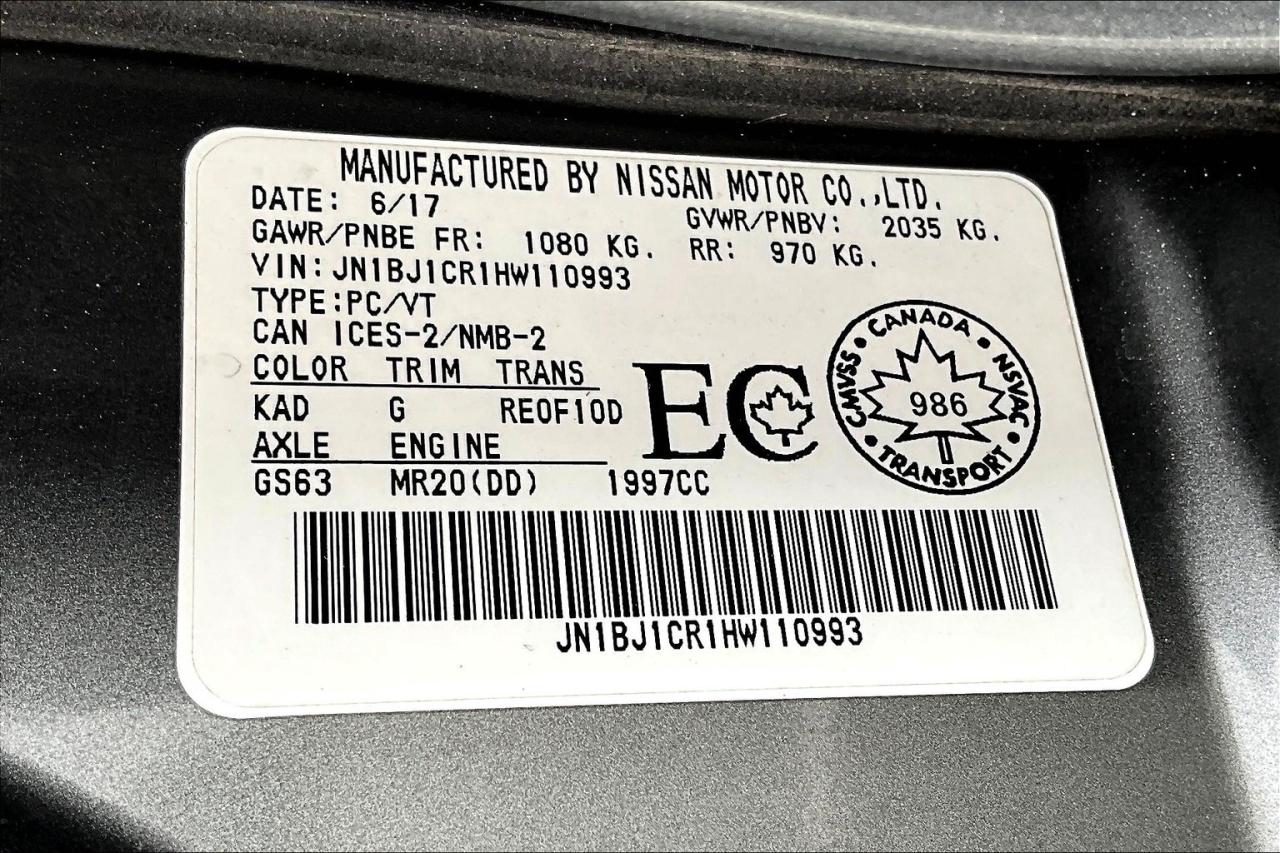 MANUFACTURED BY NISSAN MOTOR CO.,LTD.
DATE: 6/17 GVWR/PNBV: 2035 KG.
GAWR/PNBE FR: 1080 KG. RR: 970 KG.
VIN:JN1BJ1CR1HW110993
TYPE:PC/VT
CAN ICES-2/NMB-2
COLOR TRIM TRANS
KAD G RE0F10D
AXLE ENGINE
GS63 MR20(DD) 1997CC
EC
CANADA • NSVAC • TRANSPORT • CMVSS •
986
JN1BJ1CR1HW110993